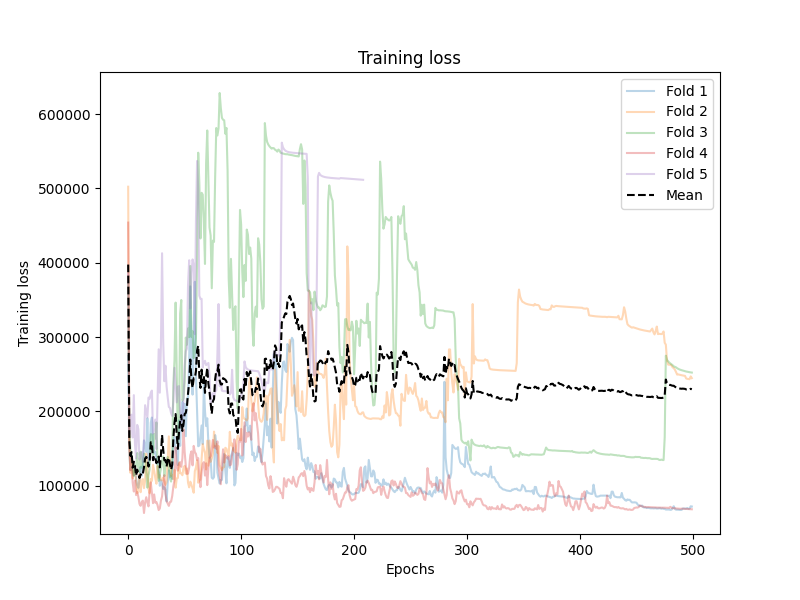 Training loss
600000
500000
400000
300000
200000
100000
Training loss
0
100
200
300
400
500
Epochs
Fold 1
Fold 2
Fold 3
Fold 4
Fold 5
Mean